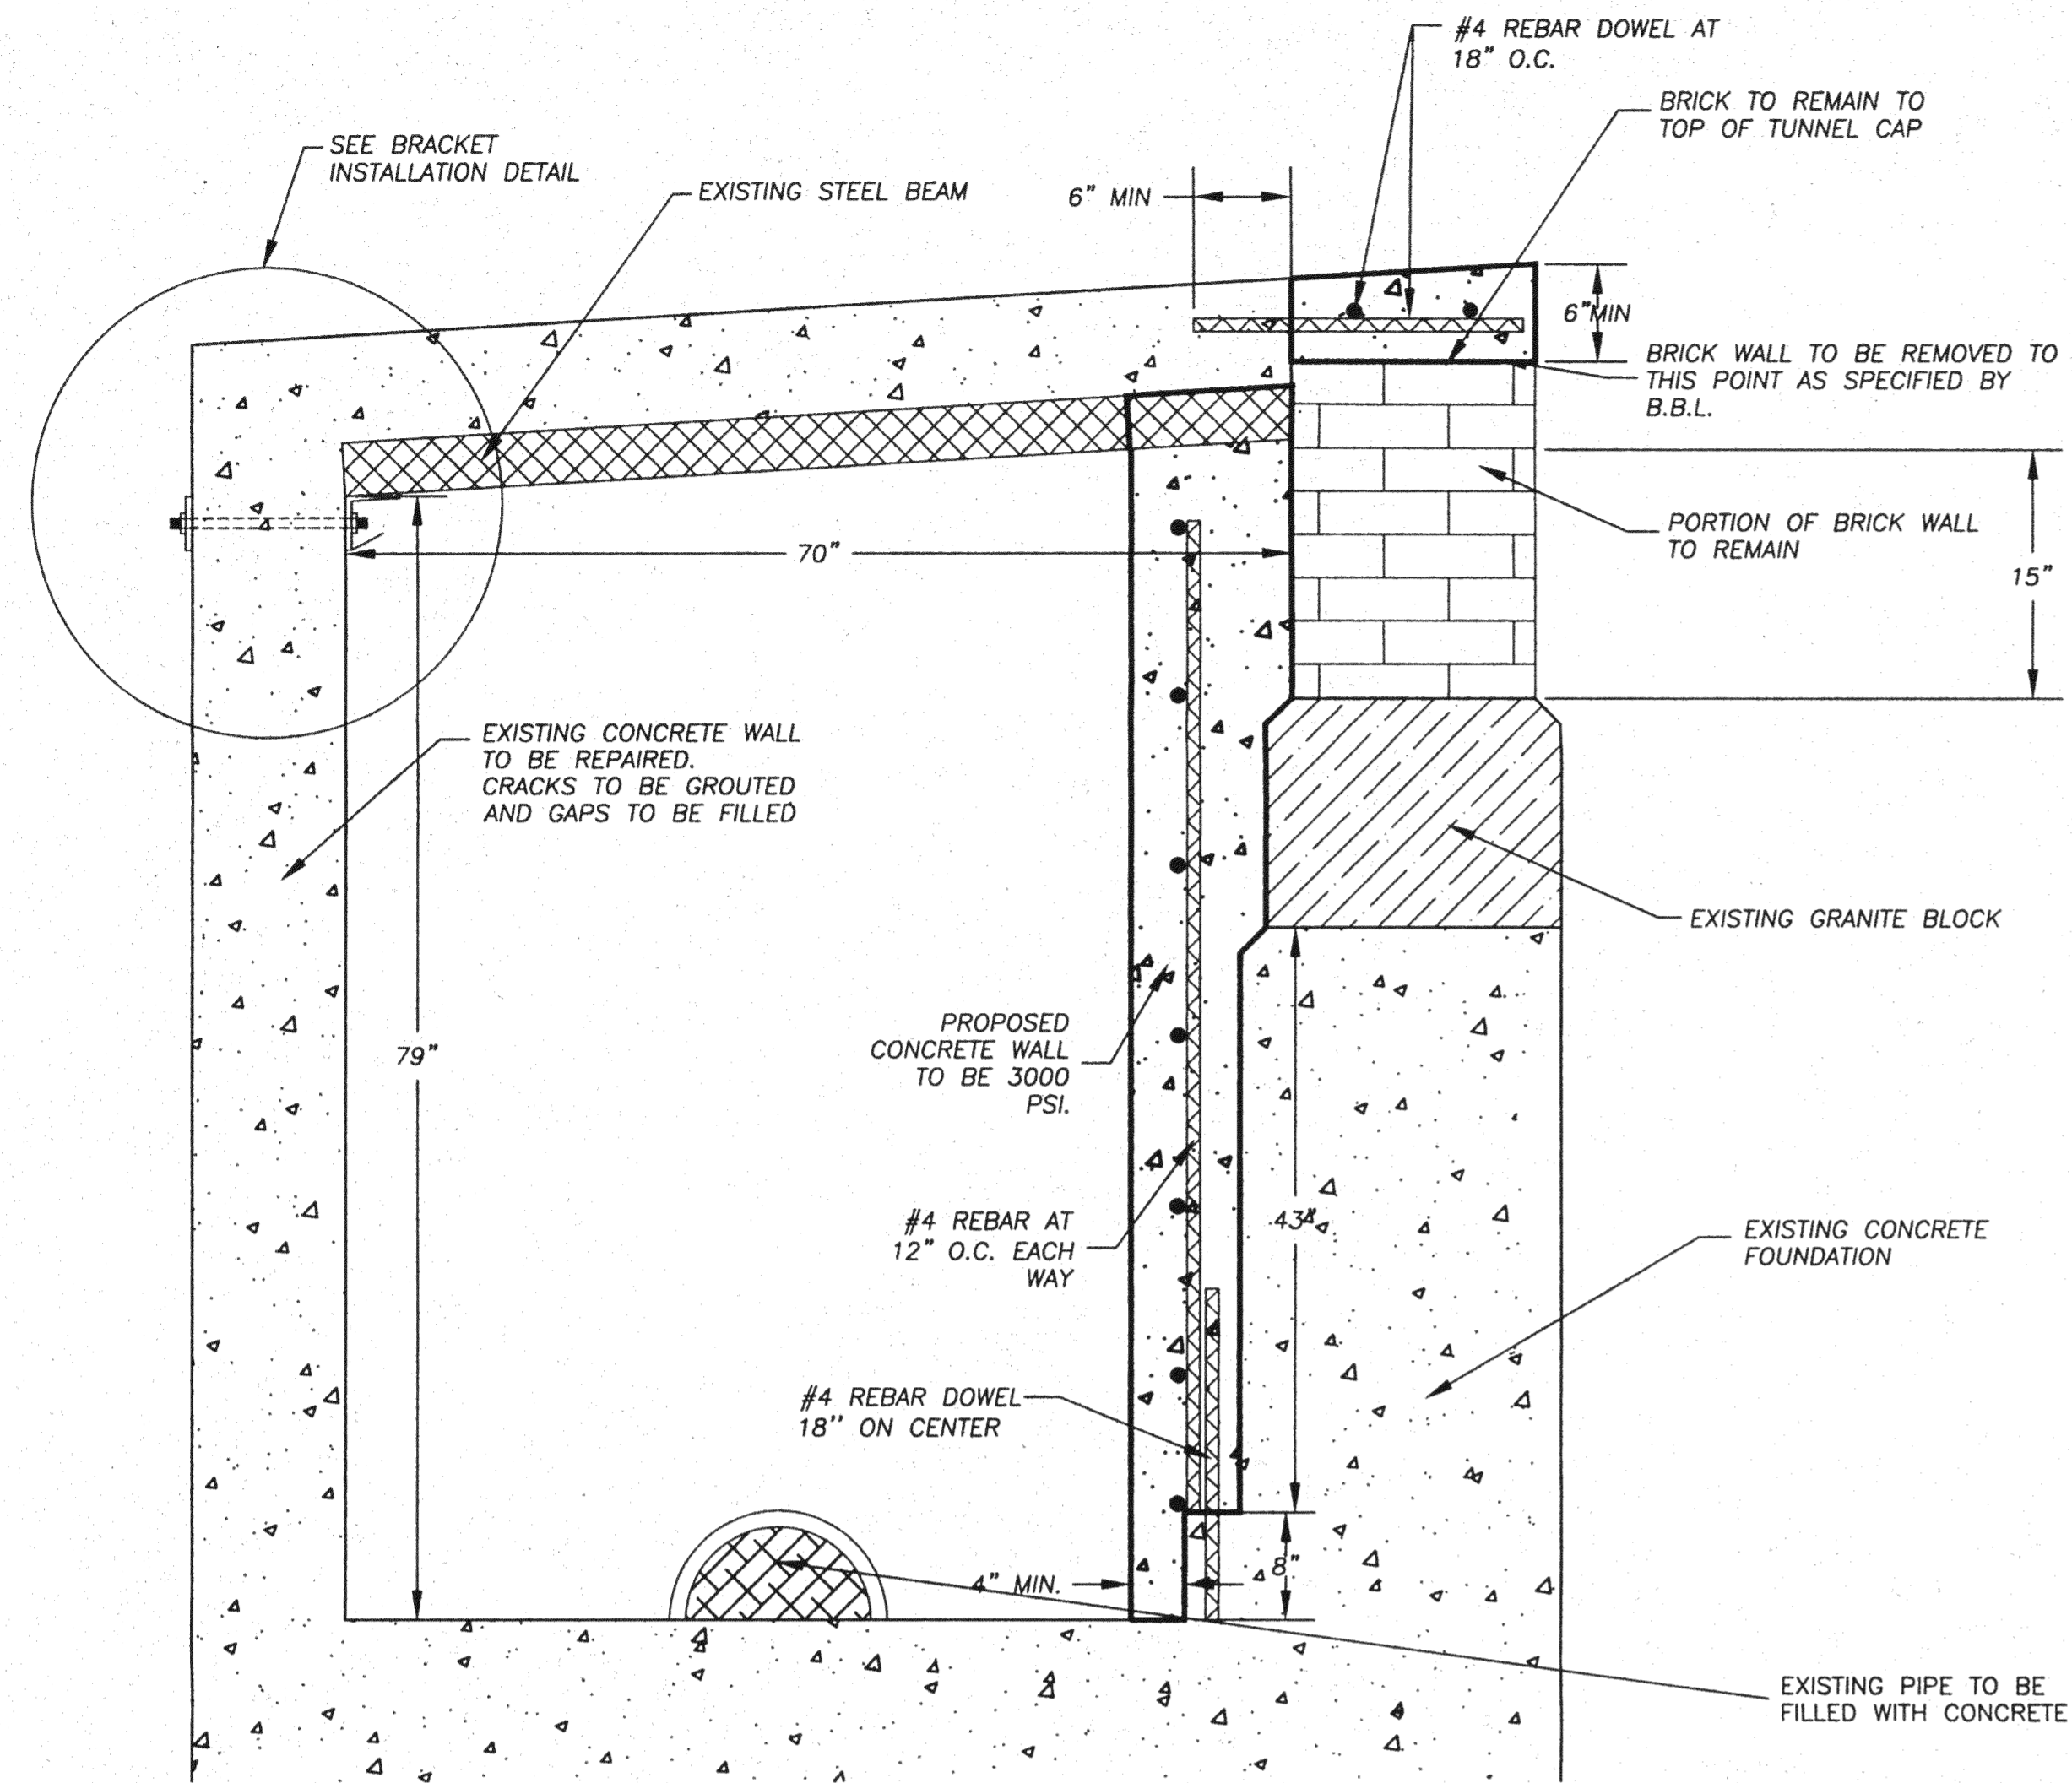 #4 REBAR DOWEL AT
18" O.C.
BRICK TO REMAIN TO
TOP OF TUNNEL CAP
SEE BRACKET
INSTALLATION DETAIL
EXISTING STEEL BEAM
6" MIN
6"MIN
BRICK WALL TO BE REMOVED TO
THIS POINT AS SPECIFIED BY
B.B.L.
PORTION OF BRICK WALL
TO REMAIN
70"
15"
EXISTING CONCRETE WALL
TO BE REPAIRED.
CRACKS TO BE GROUTED
AND GAPS TO BE FILLED
EXISTING GRANITE BLOCK
PROPOSED
CONCRETE WALL
TO BE 3000
PSI.
79"
#4 REBAR AT
12" O.C. EACH
WAY
43"
EXISTING CONCRETE
FOUNDATION
#4 REBAR DOWEL
18" ON CENTER
4" MIN.
8"
EXISTING PIPE TO BE
FILLED WITH CONCRETE